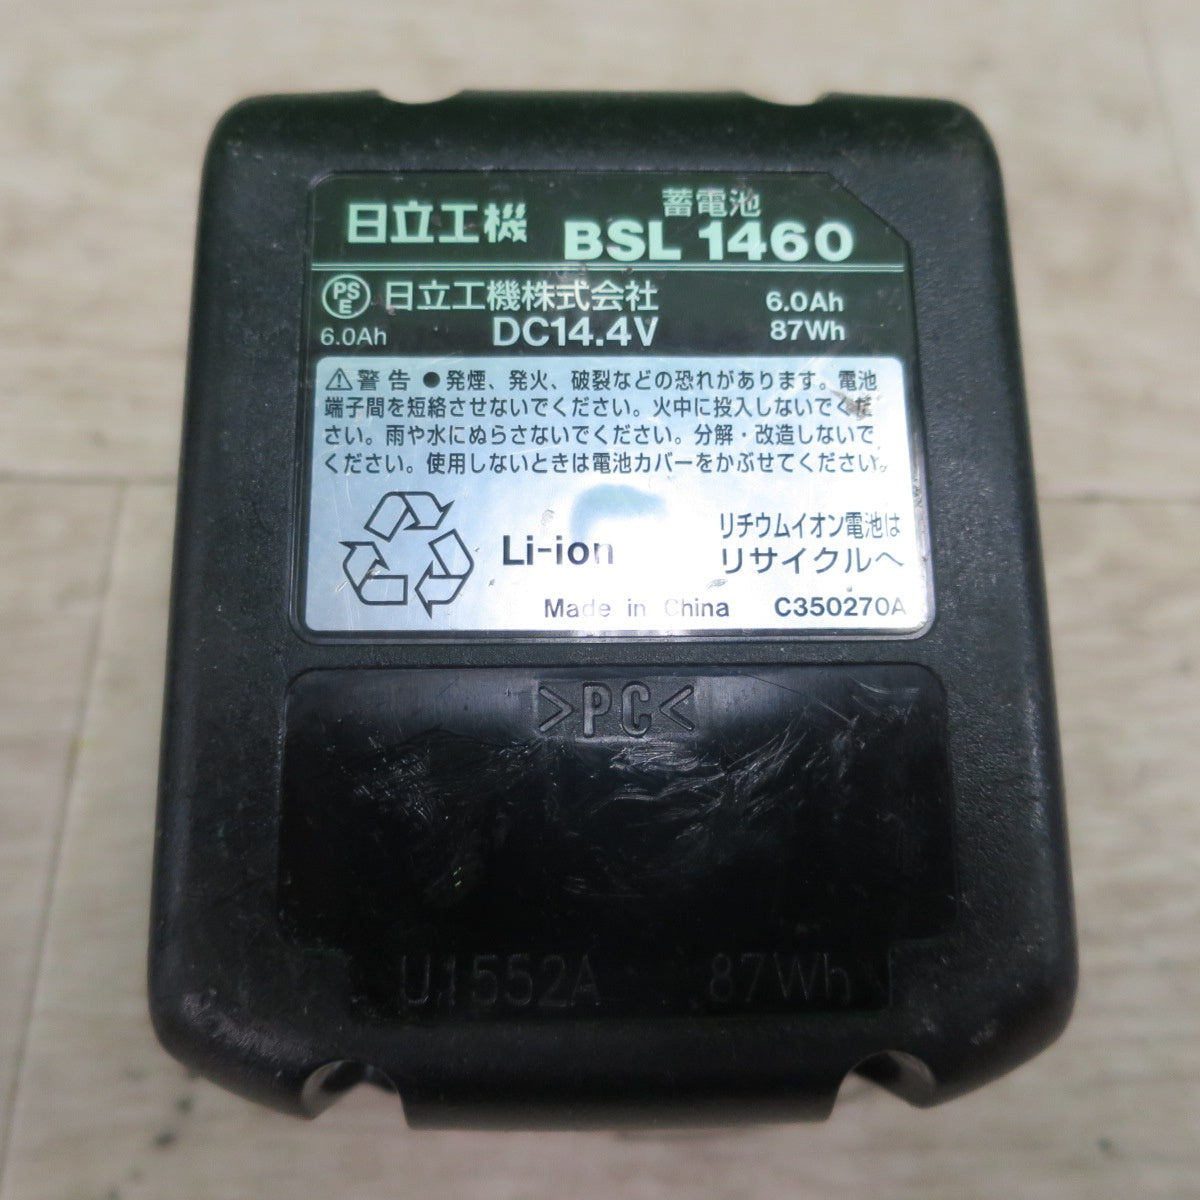 日立工機 蓄電池
BSL 1460
PSE 日立工機株式会社 6.0Ah
6.0Ah DC14.4V 87Wh
⚠警告 ●発煙、発火、破裂などの恐れがあります。電池
端子間を短絡させないでください。火中に投入しないでくだ
さい。雨や水にぬらさないでください。分解・改造しないで
ください。使用しないときは電池カバーをかぶせてください。
リチウムイオン電池は
Li-ion リサイクルへ
Made in China C350270A
>PC<
U1552A 87Wh